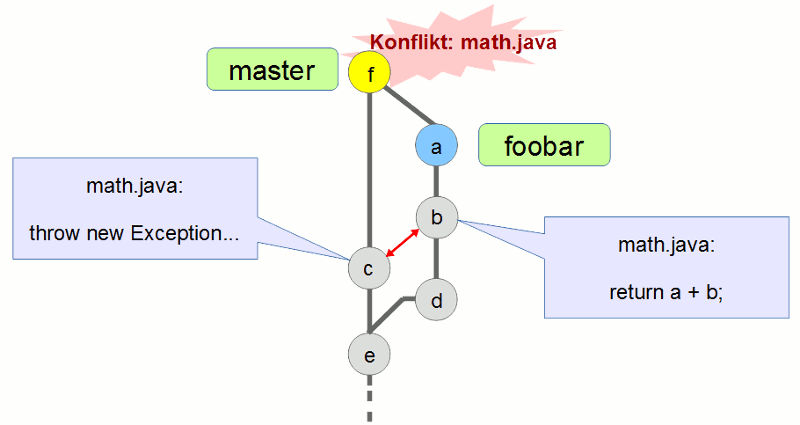 Konflikt: math.java
master
f
a
foobar
math.java:
throw new Exception...
b
math.java:
return a + b;
c
d
e